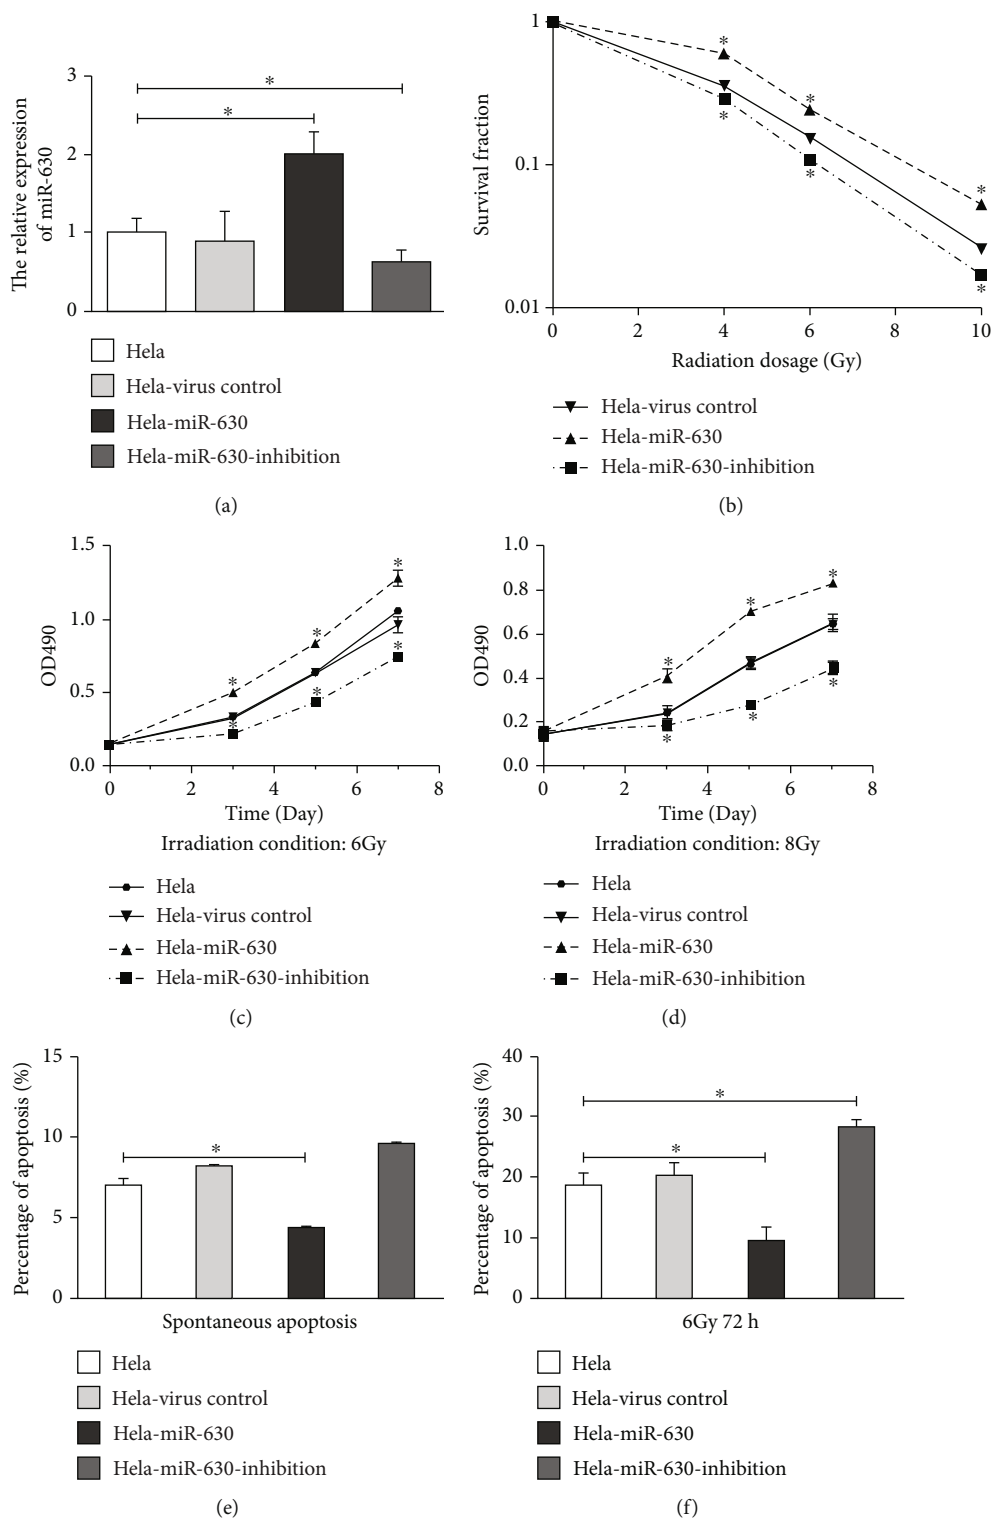 3
2
1
0
The relative expression
of miR-630
*
*
Hela
Hela-virus control
Hela-miR-630
Hela-miR-630-inhibition
(a)
1
0.1
0.01
Survival fraction
*
*
*
*
*
*
0 2 4 6 8 10
Radiation dosage (Gy)
Hela-virus control
Hela-miR-630
Hela-miR-630-inhibition
(b)
1.5
1.0
0.5
0.0
OD490
*
*
*
*
*
*
0 2 4 6 8
Time (Day)
Irradiation condition: 6Gy
Hela
Hela-virus control
Hela-miR-630
Hela-miR-630-inhibition
(c)
1.0
0.8
0.6
0.4
0.2
0.0
OD490
*
*
*
*
*
*
0 2 4 6 8
Time (Day)
Irradiation condition: 8Gy
Hela
Hela-virus control
Hela-miR-630
Hela-miR-630-inhibition
(d)
15
10
5
0
Percentage of apoptosis (%)
*
Spontaneous apoptosis
Hela
Hela-virus control
Hela-miR-630
Hela-miR-630-inhibition
(e)
40
30
20
10
0
Percentage of apoptosis (%)
*
*
6Gy 72 h
Hela
Hela-virus control
Hela-miR-630
Hela-miR-630-inhibition
(f)